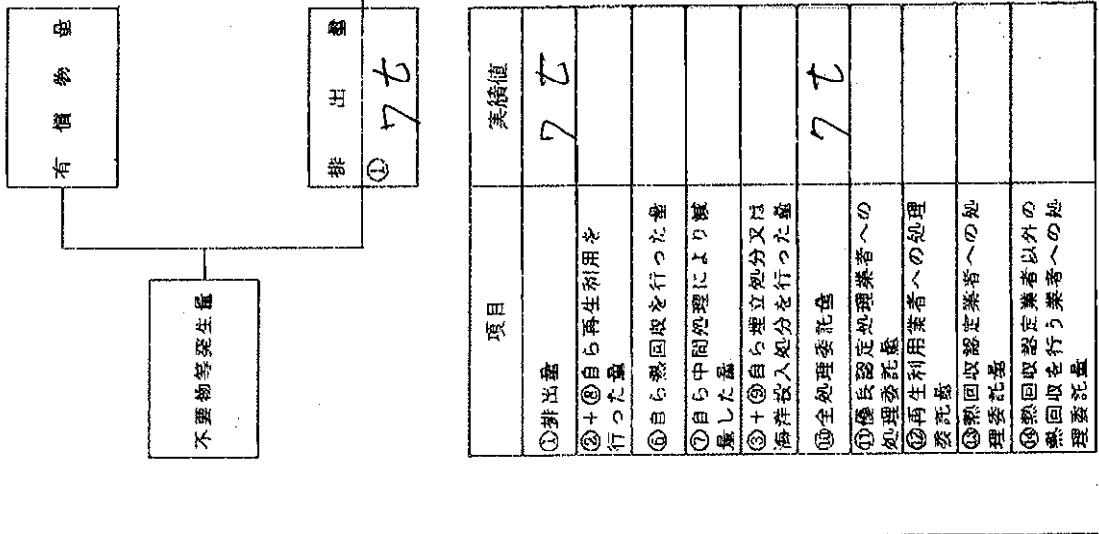 不要物等発生量
有償物量
排出量
① 7 t
項目 実績値
①排出量 7 t
②+⑧自ら再生利用を
行った量
⑥自ら熱回収を行った量
⑦自ら中間処理により減
量した量
③+⑨自ら埋立処分又は
海洋投入処分を行った量
⑩全処理委託量 7 t
⑪優良認定処理業者への
処理委託量
⑫再生利用業者への処理
委託量
⑬熱回収認定業者への処
理委託量
⑭熱回収認定業者以外の
熱回収を行う業者への処
理委託量